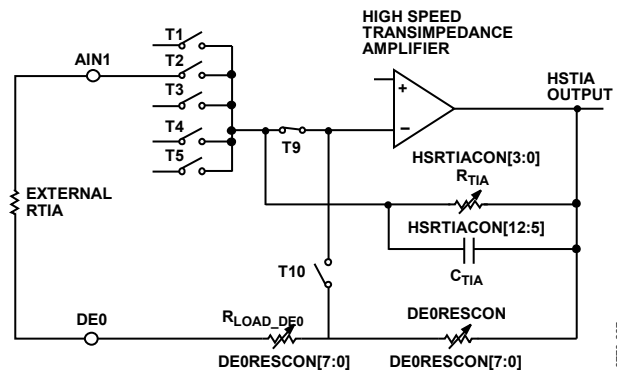 HIGH SPEED
TRANSIMPEDANCE
AMPLIFIER
T1
AIN1
T2
T3
T4
T5
+
−
HSTIA
OUTPUT
T9
HSRTIACON[3:0]
RTIA
EXTERNAL
RTIA
HSRTIACON[12:5]
CTIA
T10
DE0
RLOAD_DE0
DE0RESCON
DE0RESCON[7:0]
DE0RESCON[7:0]